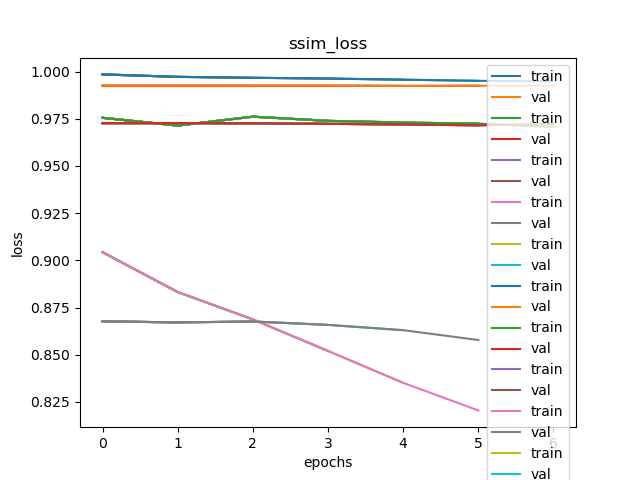 ssim_loss
1.000
0.975
0.950
0.925
0.900
0.875
0.850
0.825
loss
0 1 2 3 4 5 6
epochs
train
val
train
val
train
val
train
val
train
val
train
val
train
val
train
val
train
val
train
val